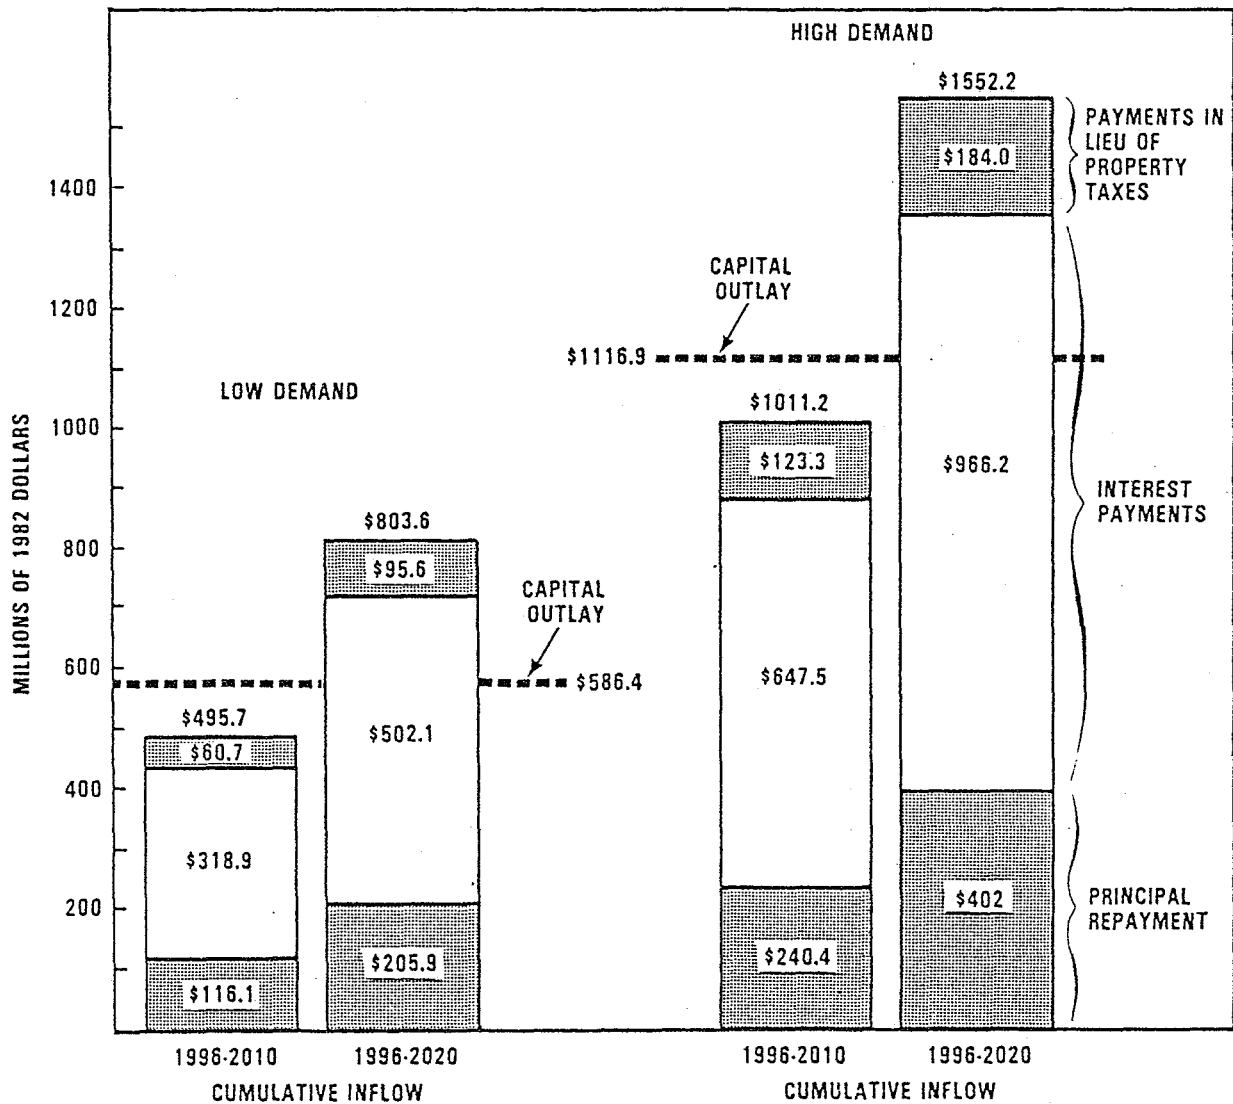 HIGH DEMAND
$1552.2
PAYMENTS IN
LIEU OF
PROPERTY
TAXES
$184.0
1400
CAPITAL
OUTLAY
1200
$1116.9
LOW DEMAND
$1011.2
1000
$123.3
$966.2
INTEREST
PAYMENTS
MILLIONS OF 1982 DOLLARS
$803.6
800
$95.6
CAPITAL
OUTLAY
600
$586.4
$647.5
$495.7
$502.1
$60.7
400
$318.9
200
$402
PRINCIPAL
REPAYMENT
$205.9
$240.4
$116.1
1996-2010
1996-2020
1996-2010
1996-2020
CUMULATIVE INFLOW
CUMULATIVE INFLOW